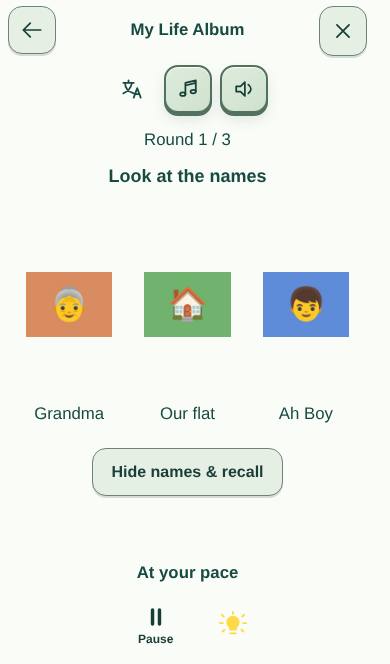 My Life Album
Round 1 / 3
Look at the names
Grandma
Our flat
Ah Boy
Hide names & recall
At your pace
Pause